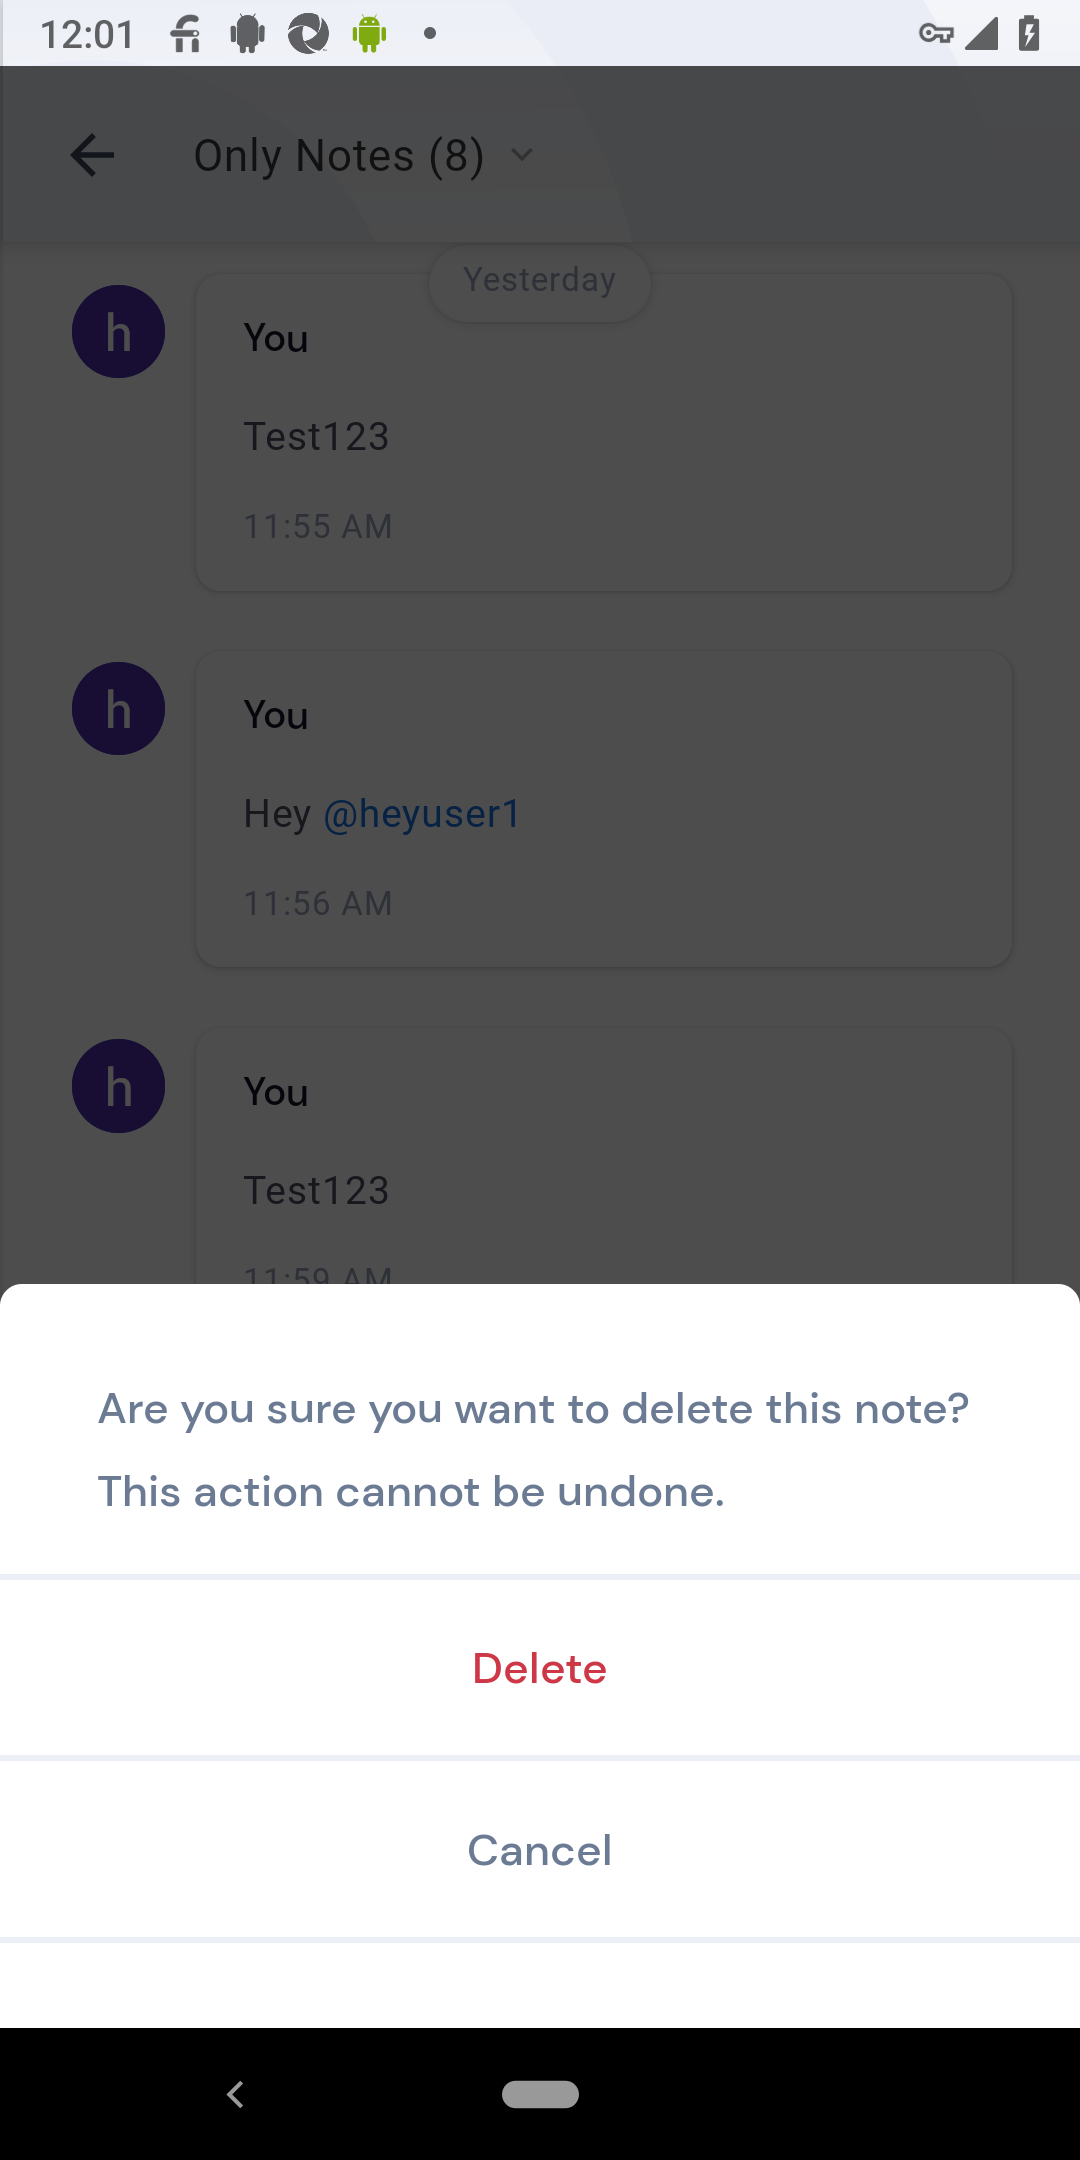 12:01
Only Notes (8)
Yesterday
h
You
Test123
11:55 AM
h
You
Hey @heyuser1
11:56 AM
h
You
Test123
11:59 AM
Are you sure you want to delete this note?
This action cannot be undone.
Delete
Cancel